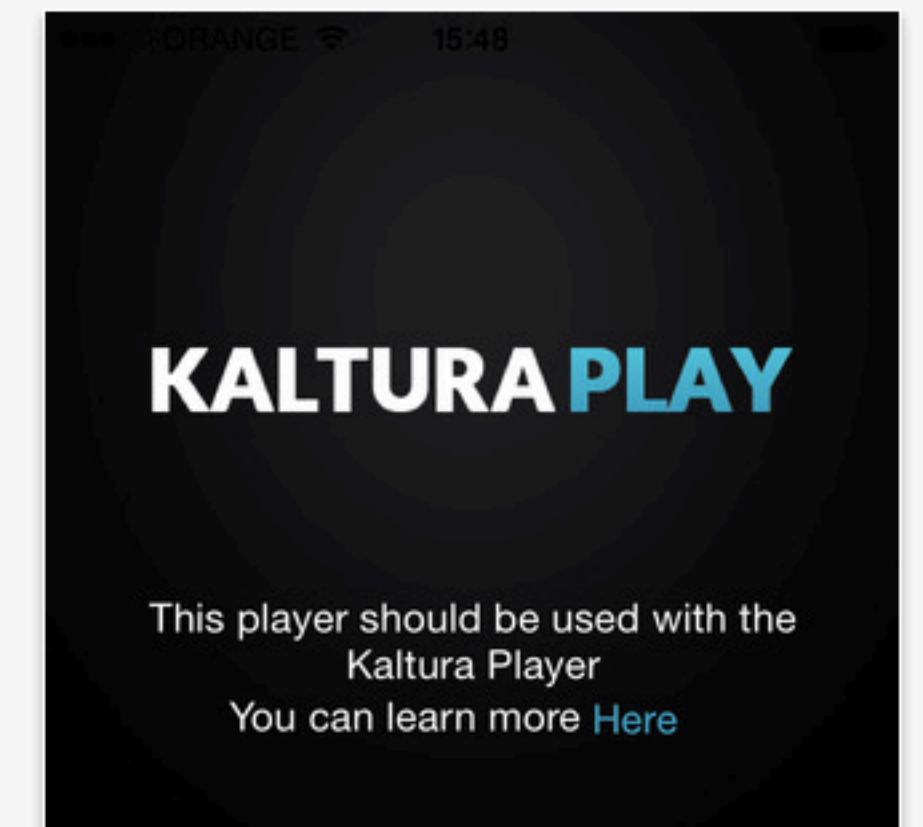 ORANGE 15:48
KALTURA PLAY
This player should be used with the
Kaltura Player
You can learn more Here